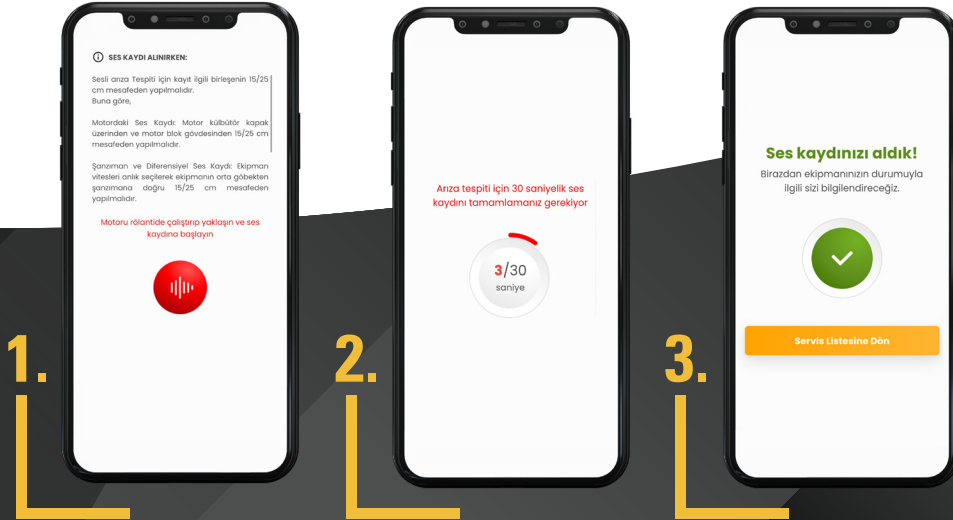 SES KAYDI ALINIRKEN:
Sesli arıza Tespiti için kayıt ilgili birleşenin 15/25
cm mesafeden yapılmalıdır.
Buna göre,
Motordaki Ses Kaydı: Motor külbütör kapak
üzerinden ve motor blok gövdesinden 15/25 cm
mesafeden yapılmalıdır.
Şanzıman ve Diferensiyel Ses Kaydı: Ekipman
vitesleri anlık seçilerek ekipmanın orta göbekten
şanzımana doğru 15/25 cm mesafeden
yapılmalıdır.
Motoru rölantide çalıştırıp yaklaşın ve ses
kaydına başlayın
1.
Arıza tespiti için 30 saniyelik ses
kaydını tamamlamanız gerekiyor
3/30
saniye
2.
Ses kaydınızı aldık!
Birazdan ekipmanınızın durumuyla
ilgili sizi bilgilendireceğiz.
Servis Listesine Dön
3.